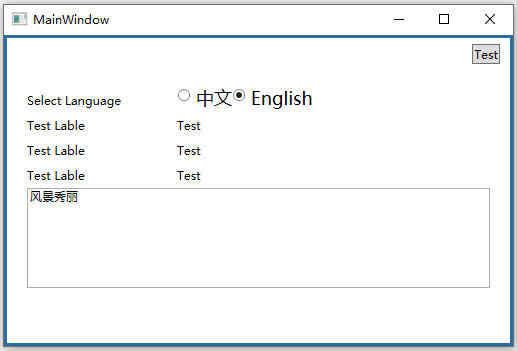 MainWindow
Test
Select Language 中文 English
Test Lable Test
Test Lable Test
Test Lable Test
风景秀丽